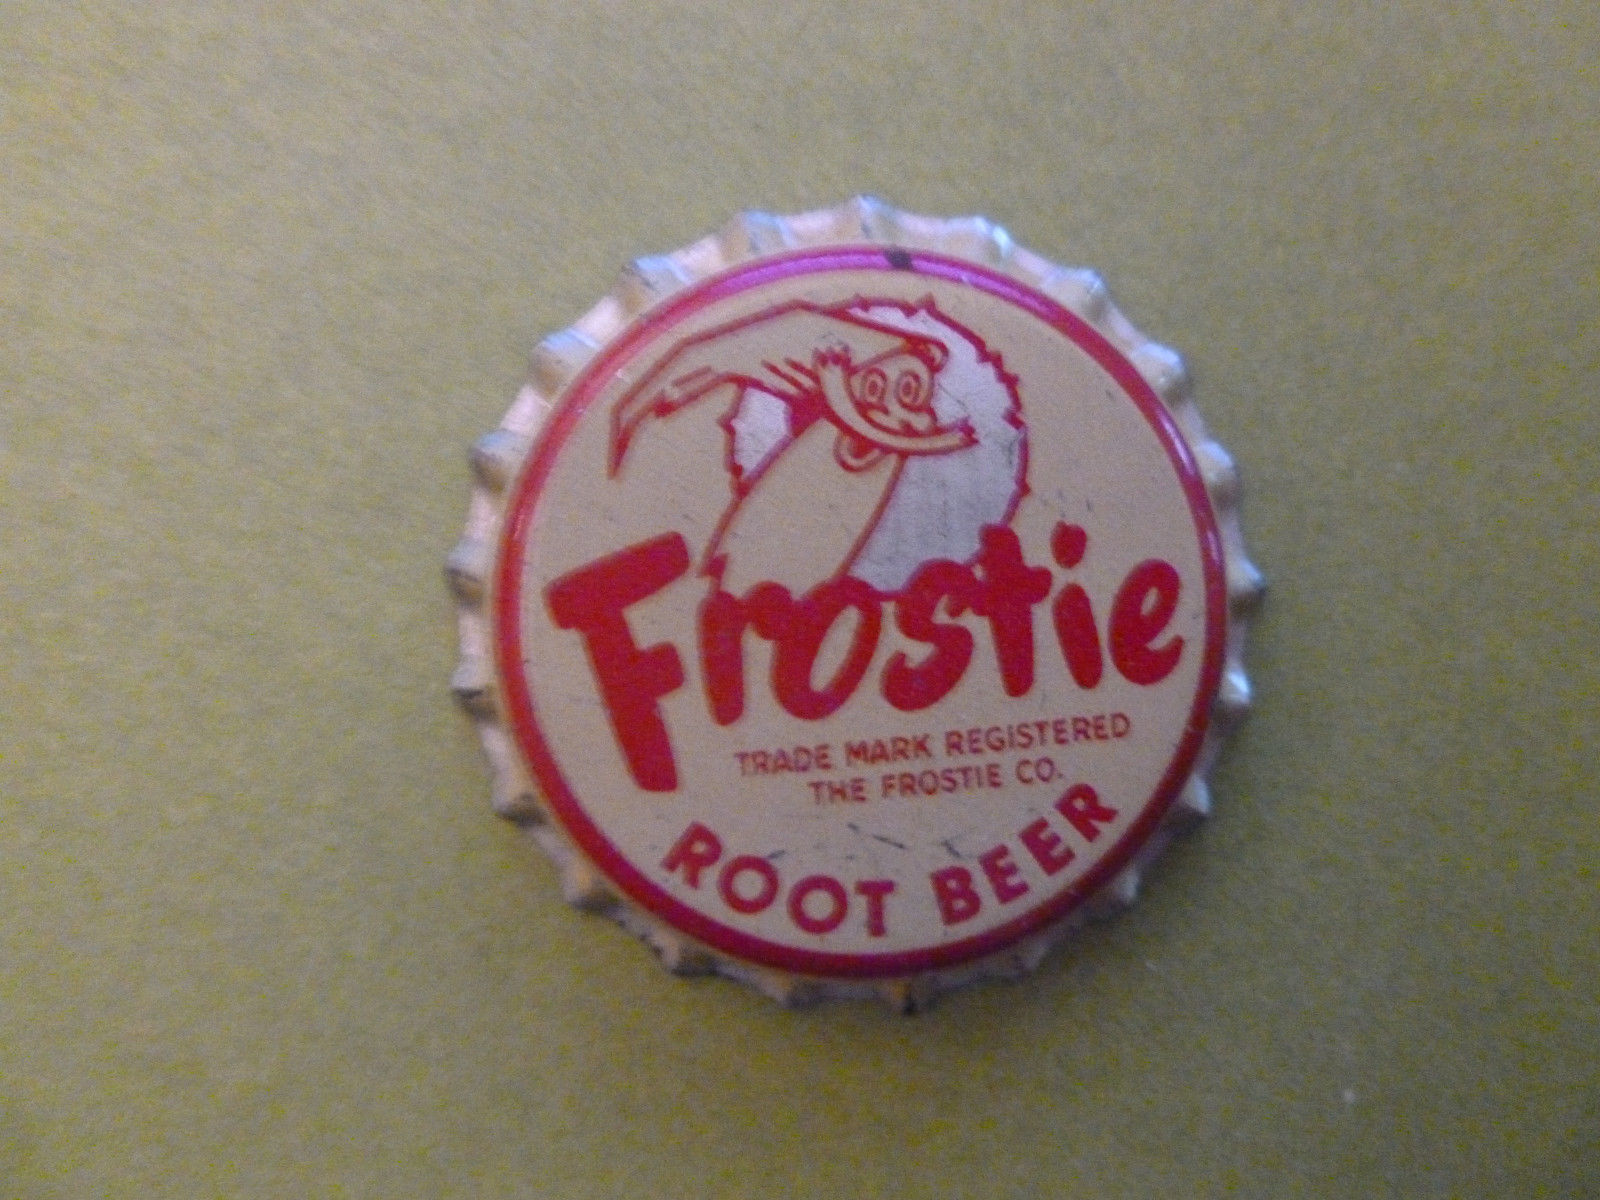 Frostie
TRADE MARK REGISTERED
THE FROSTIE CO.
ROOT BEER